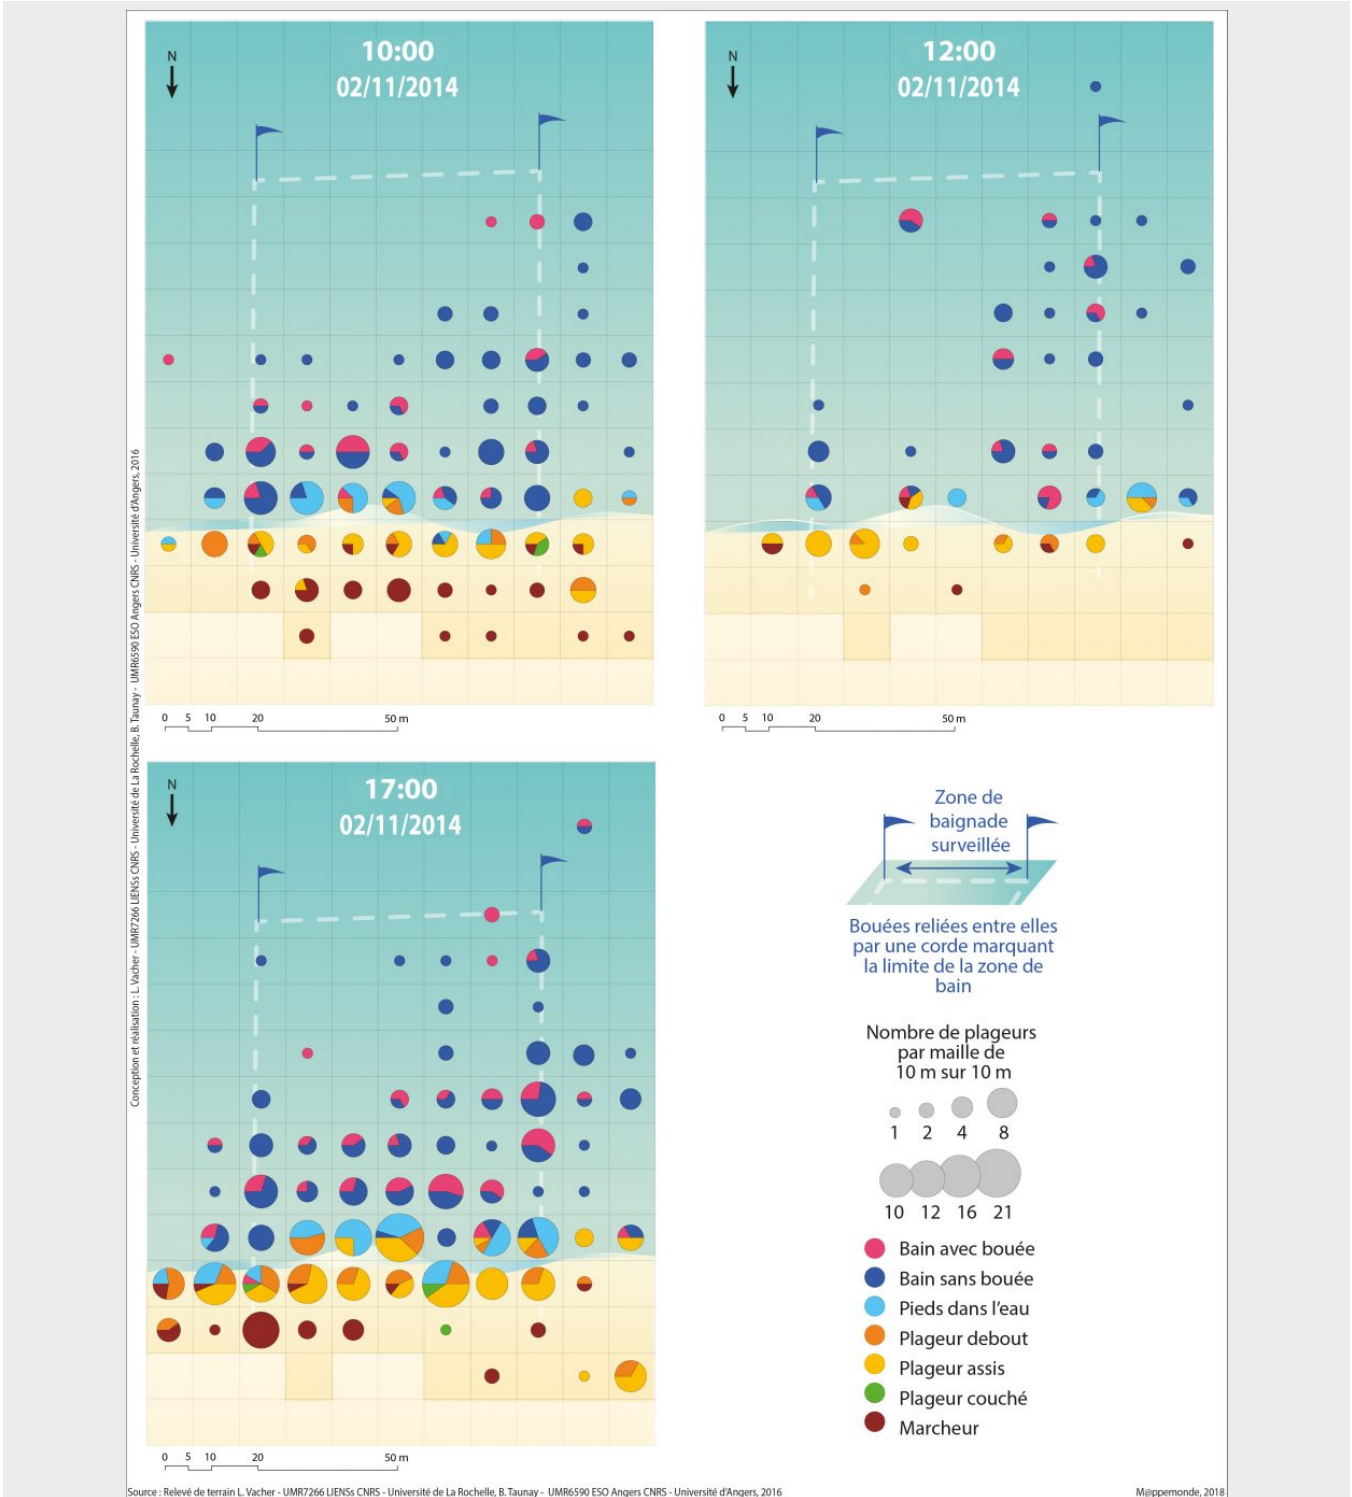 N
10:00
02/11/2014
0 5 10 20 50 m
N
12:00
02/11/2014
0 5 10 20 50 m
N
17:00
02/11/2014
0 5 10 20 50 m
Zone de
baignade
surveillée
Bouées reliées entre elles
par une corde marquant
la limite de la zone de
bain
Nombre de plageurs
par maille de
10 m sur 10 m
1 2 4 8
10 12 16 21
Bain avec bouée
Bain sans bouée
Pieds dans l'eau
Plageur debout
Plageur assis
Plageur couché
Marcheur
Conception et réalisation : L. Vacher - UMR7266 LIENSs CNRS - Université de La Rochelle, B. Taunay - UMR6590 ESO Angers CNRS - Université d'Angers, 2016
Source : Relevé de terrain L. Vacher - UMR7266 LIENSs CNRS - Université de La Rochelle, B. Taunay - UMR6590 ESO Angers CNRS - Université d'Angers, 2016
M@ppemonde, 2018